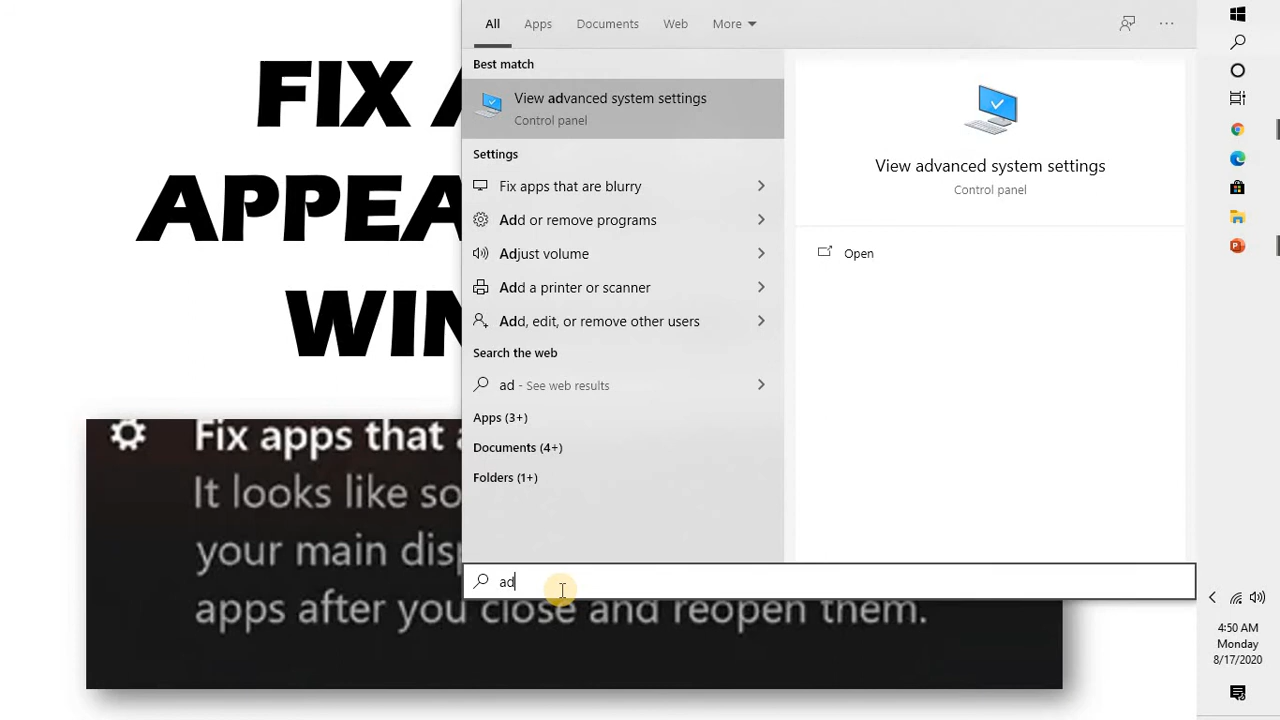 All Apps Documents Web More
Best match
View advanced system settings
Control panel
Settings
Fix apps that are blurry
Add or remove programs
Adjust volume
Add a printer or scanner
Add, edit, or remove other users
Search the web
ad - See web results
Apps (3+)
Documents (4+)
Folders (1+)
ad
View advanced system settings
Control panel
Open
FIX A
APPEA
WIN
Fix apps that a
It looks like so
your main disp
apps after you close and reopen them.
4:50 AM
Monday
8/17/2020